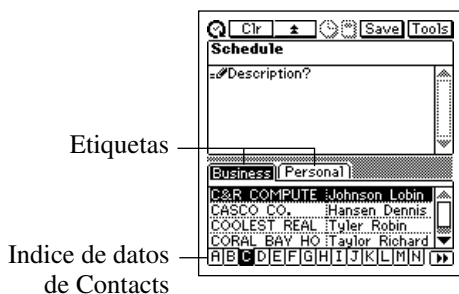 Clr Save Tools
Schedule
Description?
Etiquetas
Business Personal
C&R COMPUTE Johnson Lobin
CASCO CO. Hansen Dennis
COOLEST REAL Tyler Robin
CORAL BAY HO Taylor Richard
Indice de datos
de Contacts
A B C D E F G H I J K L M N